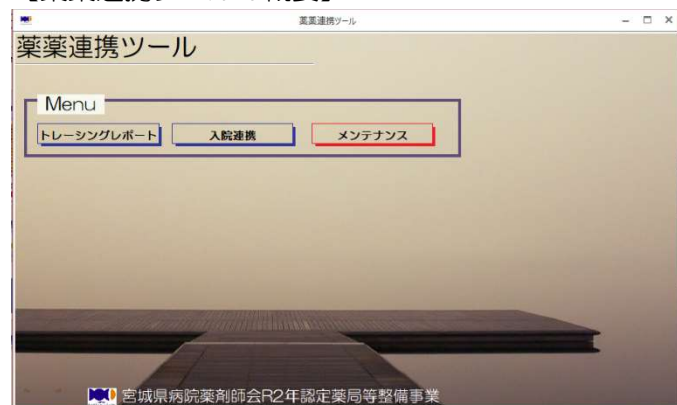 薬薬連携ツール
薬薬連携ツール
Menu
トレーシングレポート
入院連携
メンテナンス
宮城県病院薬剤師会R2年認定薬局等整備事業